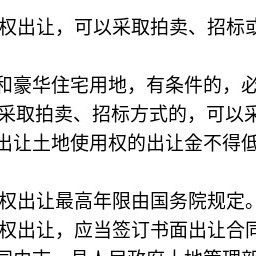 权出让，可以采取拍卖、招标或
和豪华住宅用地，有条件的，必
采取拍卖、招标方式的，可以采
出让土地使用权的出让金不得低
权出让最高年限由国务院规定。
权出让，应当签订书面出让合同